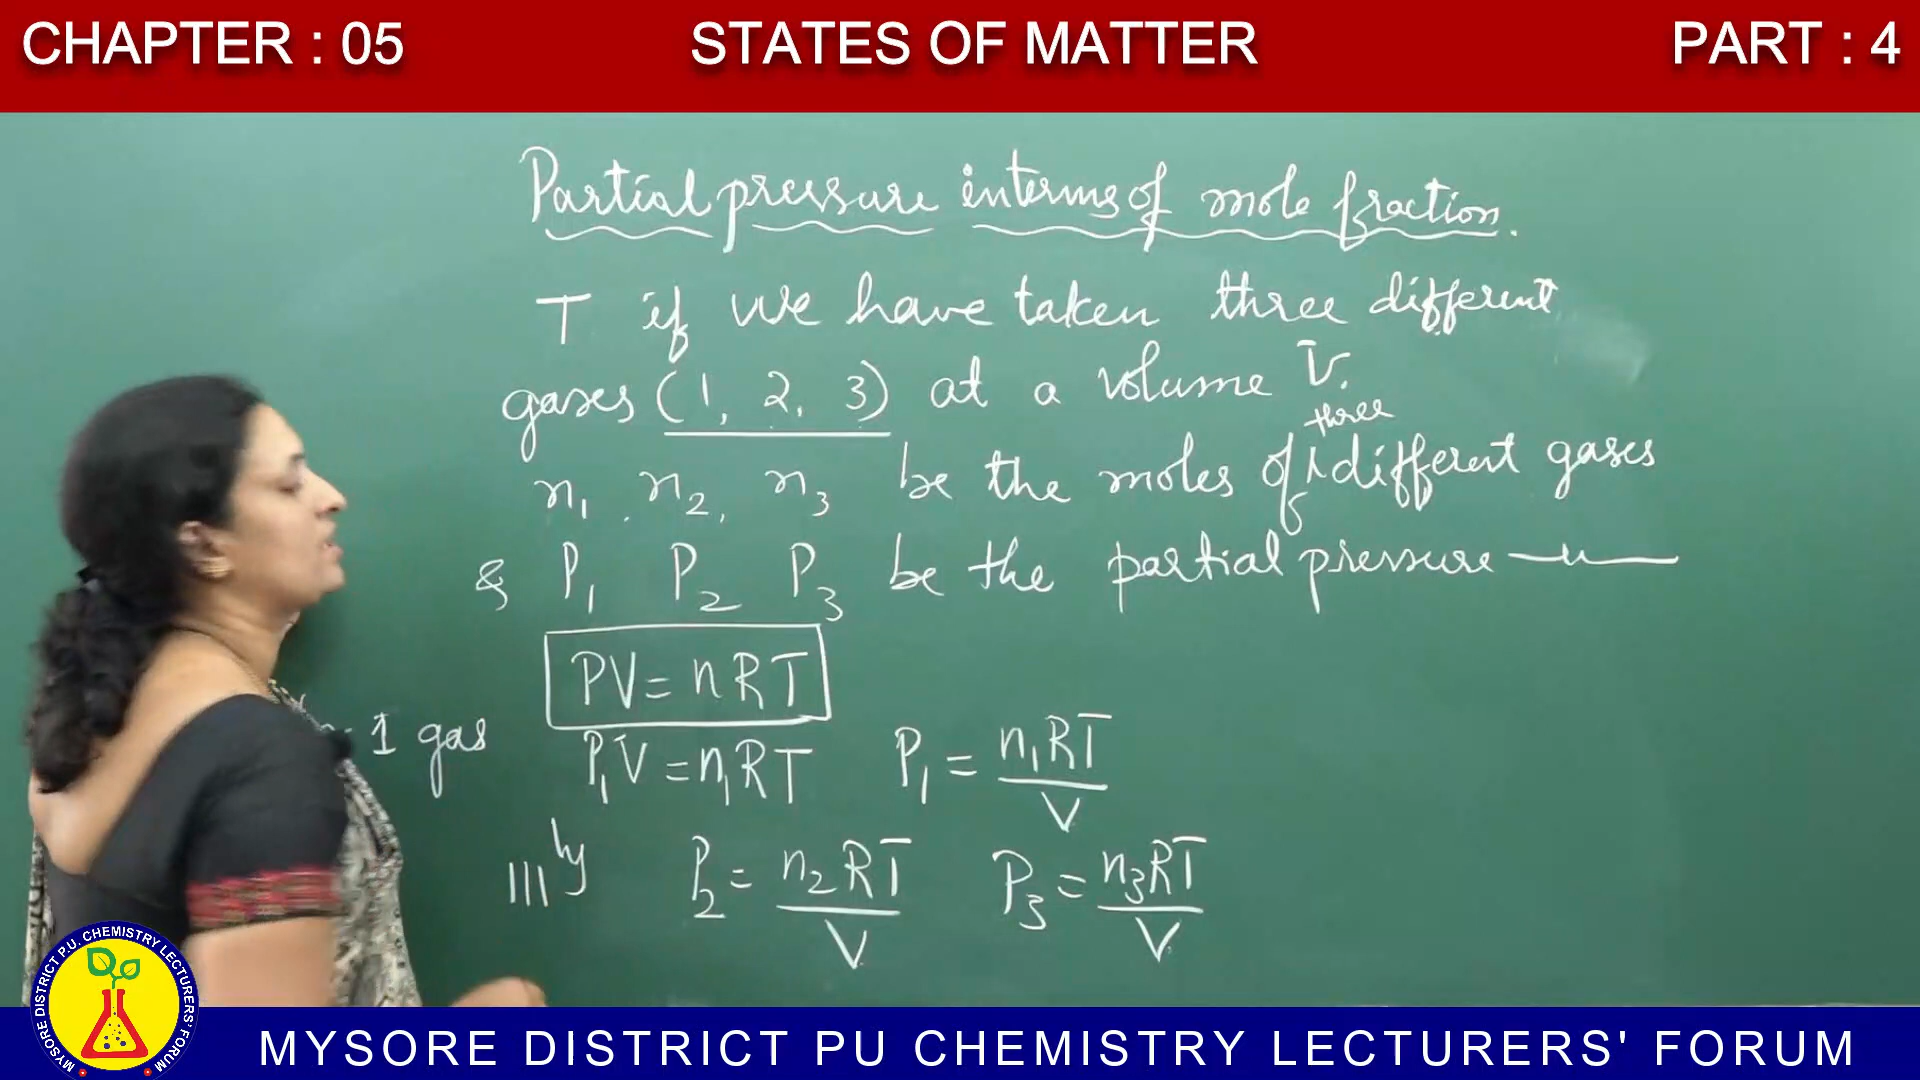 CHAPTER : 05 STATES OF MATTER PART : 4
Partial pressure interms of mole fraction.
T if we have taken three different
gases (1, 2, 3) at a volume V.
three
n₁, n₂, n₃ be the moles of ∧ different gases
& P₁ P₂ P₃ be the partial pressure —〃—
PV = nRT
1 gas P₁V = n₁RT P₁ = n₁RT/V
|||ly P₂ = n₂RT/V P₃ = n₃RT/V
MYSORE DISTRICT P.U. CHEMISTRY LECTURERS' FORUM
MYSORE DISTRICT PU CHEMISTRY LECTURERS' FORUM